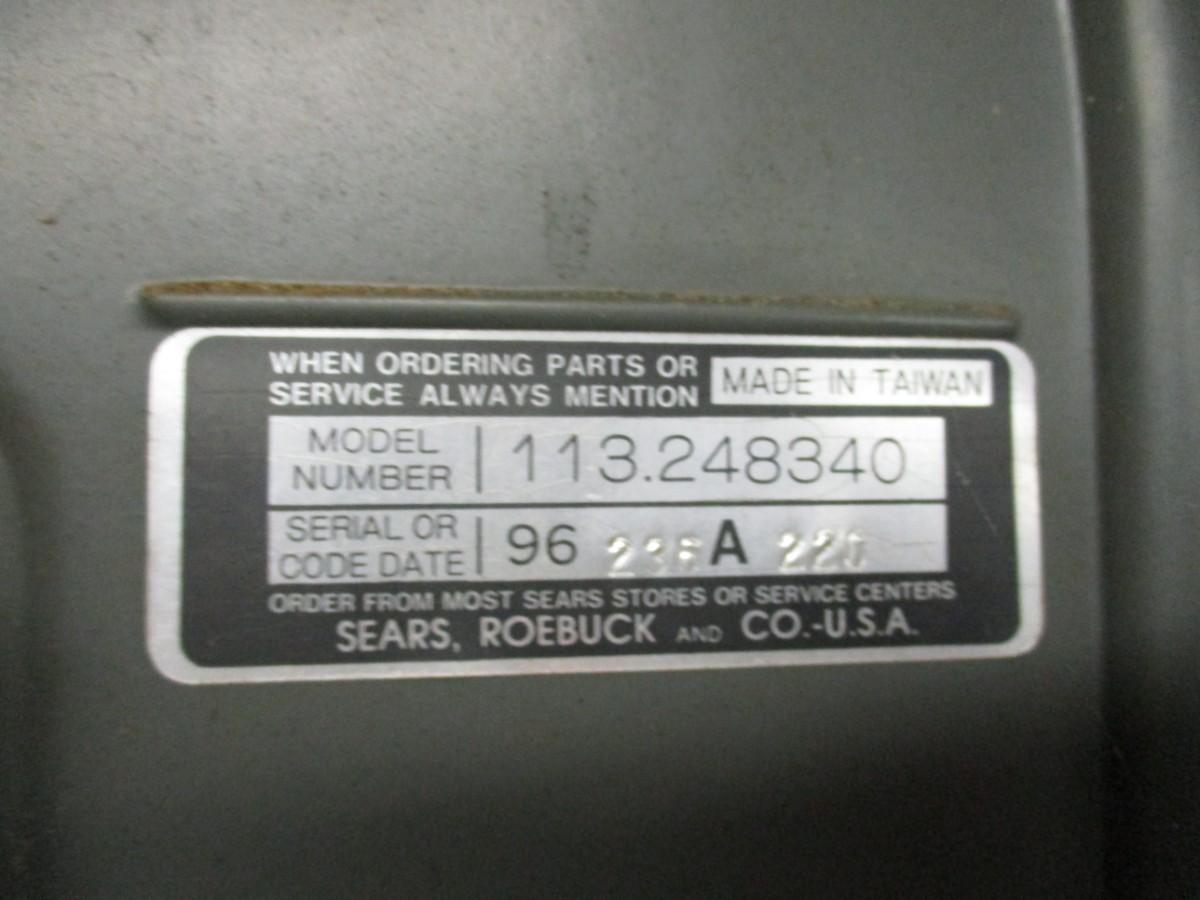 WHEN ORDERING PARTS OR
SERVICE ALWAYS MENTION
MADE IN TAIWAN
MODEL
NUMBER
113.248340
SERIAL OR
CODE DATE
96 A
ORDER FROM MOST SEARS STORES OR SERVICE CENTERS
SEARS, ROEBUCK AND CO.-U.S.A.